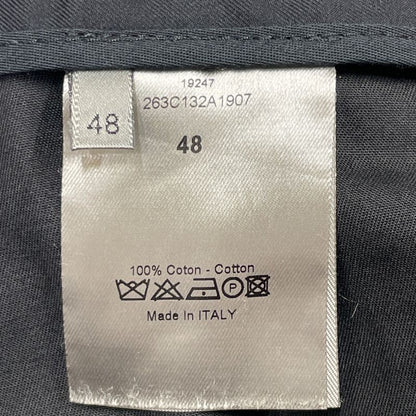 48
19247
263C132A1907
48
100% Coton - Cotton
Made In ITALY